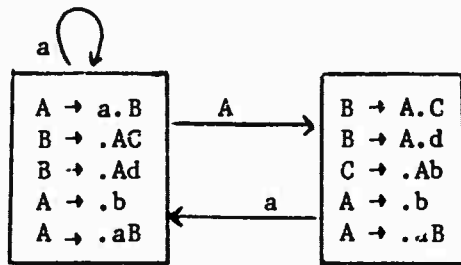 a
A → a.B
B → .AC
B → .Ad
A → .b
A → .aB
A
a
B → A.C
B → A.d
C → .Ab
A → .b
A → .aB